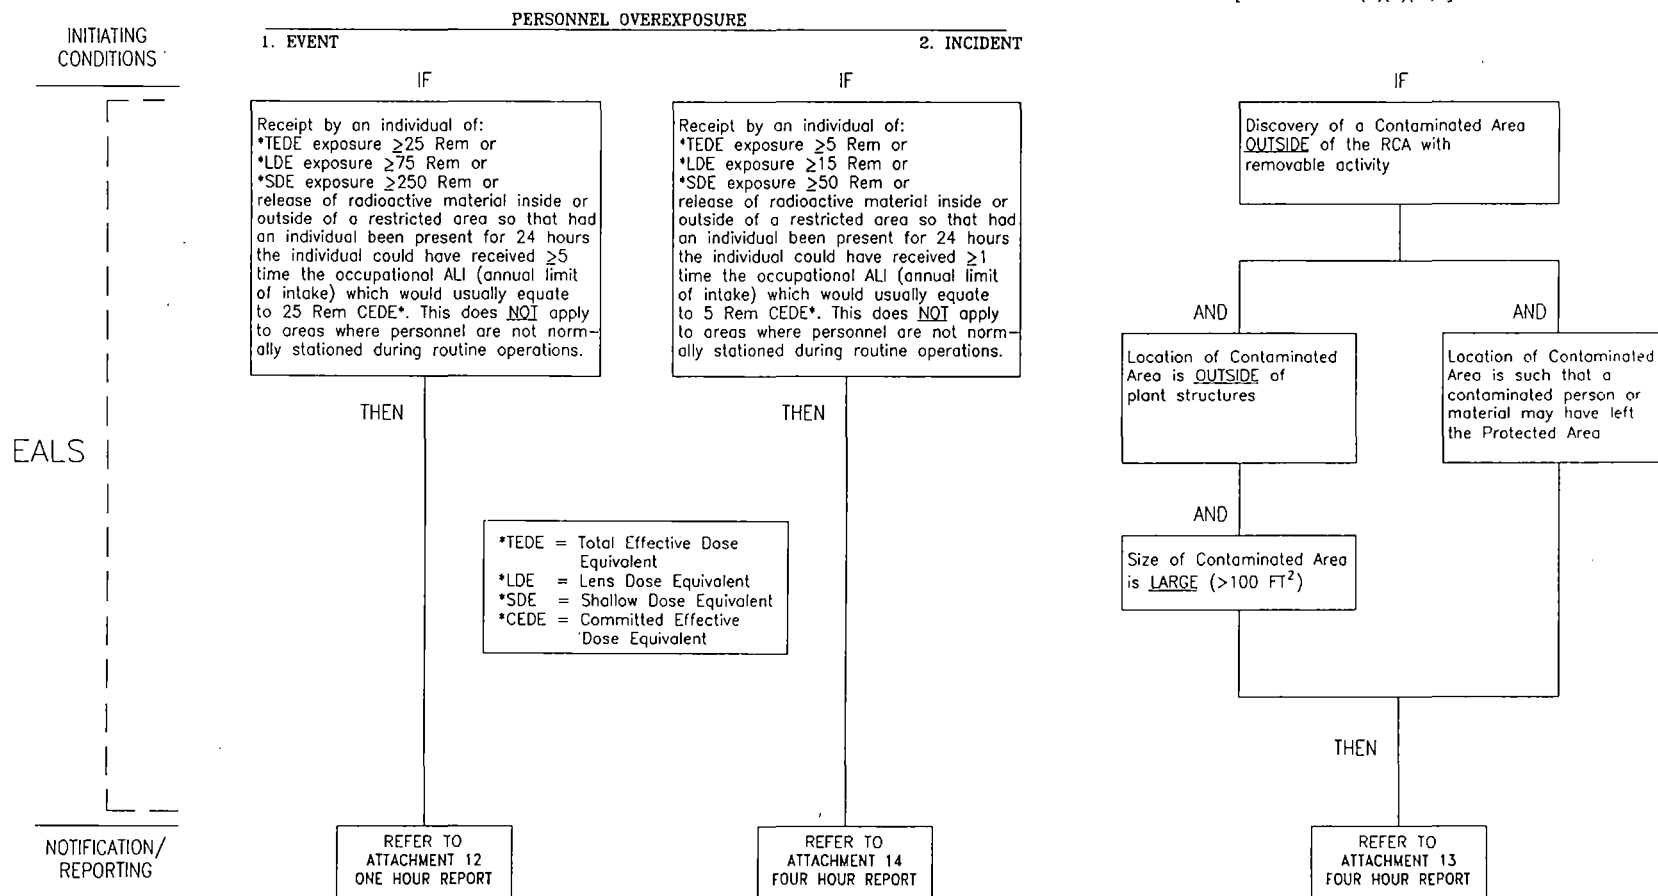 PERSONNEL OVEREXPOSURE
INITIATING
CONDITIONS
1. EVENT
2. INCIDENT
IF
Receipt by an individual of:
*TEDE exposure ≥25 Rem or
*LDE exposure ≥75 Rem or
*SDE exposure ≥250 Rem or
release of radioactive material inside or
outside of a restricted area so that had
an individual been present for 24 hours
the individual could have received ≥5
time the occupational ALI (annual limit
of intake) which would usually equate
to 25 Rem CEDE*. This does NOT apply
to areas where personnel are not norm-
ally stationed during routine operations.
THEN
IF
Receipt by an individual of:
*TEDE exposure ≥5 Rem or
*LDE exposure ≥15 Rem or
*SDE exposure ≥50 Rem or
release of radioactive material inside or
outside of a restricted area so that had
an individual been present for 24 hours
the individual could have received ≥1
time the occupational ALI (annual limit
of intake) which would usually equate
to 5 Rem CEDE*. This does NOT apply
to areas where personnel are not norm-
ally stationed during routine operations.
THEN
IF
Discovery of a Contaminated Area
OUTSIDE of the RCA with
removable activity
AND
Location of Contaminated
Area is OUTSIDE of
plant structures
AND
Size of Contaminated Area
is LARGE (>100 FT²)
AND
Location of Contaminated
Area is such that a
contaminated person or
material may have left
the Protected Area
THEN
EALS
*TEDE = Total Effective Dose
Equivalent
*LDE = Lens Dose Equivalent
*SDE = Shallow Dose Equivalent
*CEDE = Committed Effective
Dose Equivalent
NOTIFICATION/
REPORTING
REFER TO
ATTACHMENT 12
ONE HOUR REPORT
REFER TO
ATTACHMENT 14
FOUR HOUR REPORT
REFER TO
ATTACHMENT 13
FOUR HOUR REPORT